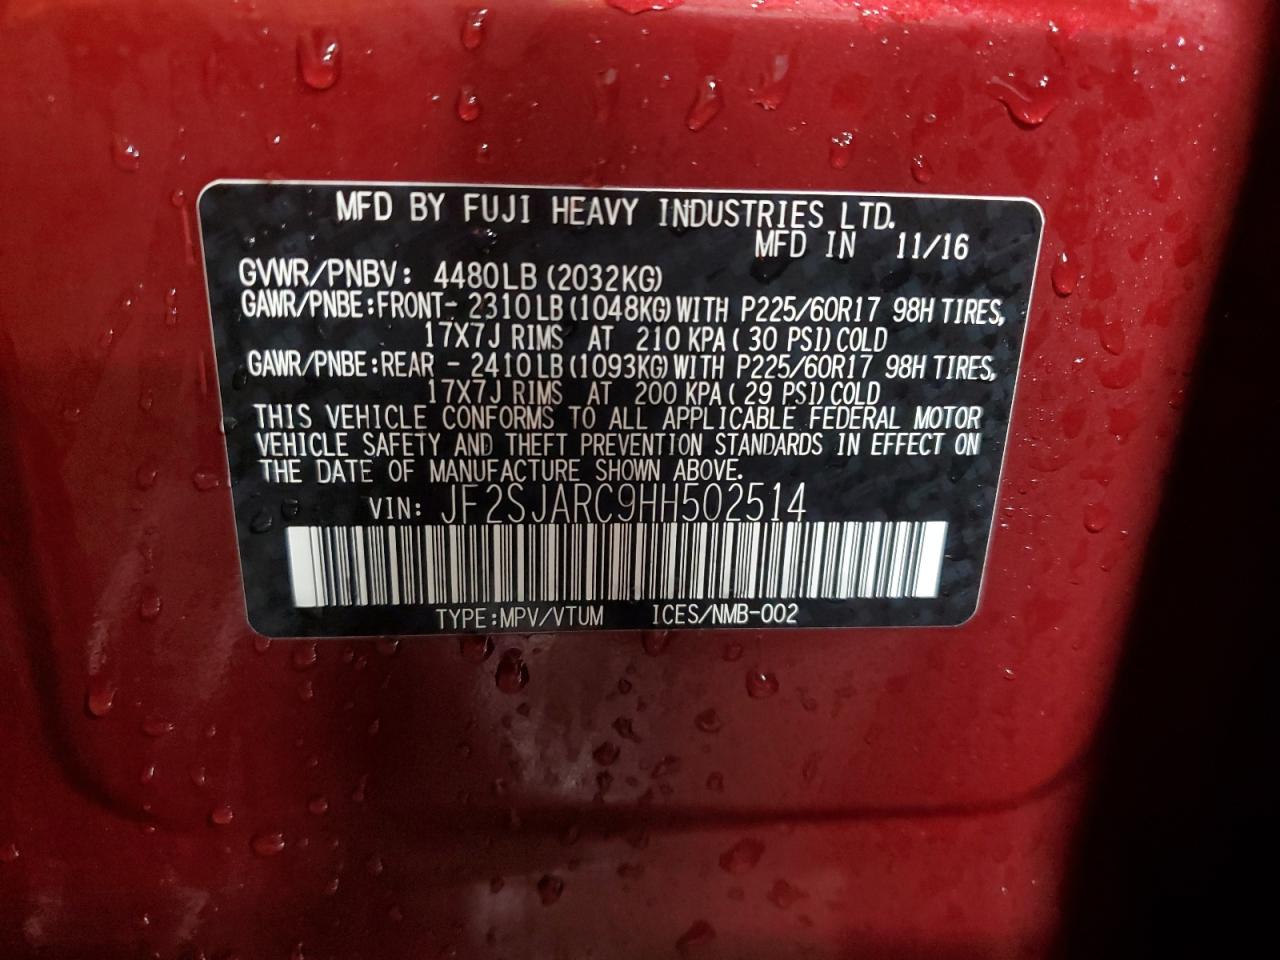 MFD BY FUJI HEAVY INDUSTRIES LTD.
MFD IN 11/16
GVWR/PNBV: 4480LB (2032KG)
GAWR/PNBE:FRONT- 2310LB (1048KG) WITH P225/60R17 98H TIRES,
17X7J RIMS AT 210 KPA( 30 PSI) COLD
GAWR/PNBE:REAR - 2410LB (1093KG) WITH P225/60R17 98H TIRES,
17X7J RIMS AT 200 KPA( 29 PSI) COLD
THIS VEHICLE CONFORMS TO ALL APPLICABLE FEDERAL MOTOR
VEHICLE SAFETY AND THEFT PREVENTION STANDARDS IN EFFECT ON
THE DATE OF MANUFACTURE SHOWN ABOVE.
VIN: JF2SJARC9HH502514
TYPE:MPV/VTUM ICES/NMB-002